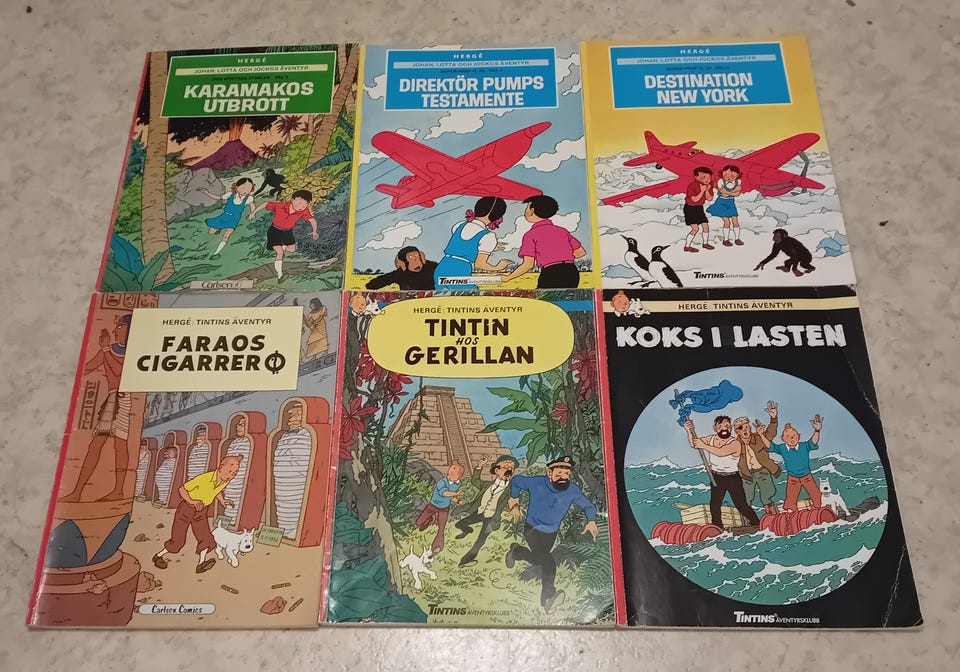 HERGÉ
JOHAN, LOTTA OCH JOCKOS ÄVENTYR
KARAMAKOS
UTBROTT
Carlsen
HERGÉ
JOHAN, LOTTA OCH JOCKOS ÄVENTYR
DIREKTÖR PUMPS
TESTAMENTE
TINTINS ÄVENTYRSKLUBB
HERGÉ
JOHAN, LOTTA OCH JOCKOS ÄVENTYR
DESTINATION
NEW YORK
TINTINS ÄVENTYRSKLUBB
HERGÉ: TINTINS ÄVENTYR
FARAOS
CIGARRER
Carlsen Comics
HERGÉ: TINTINS ÄVENTYR
TINTIN
HOS
GERILLAN
TINTINS ÄVENTYRSKLUBB
HERGÉ: TINTINS ÄVENTYR
KOKS I LASTEN
TINTINS ÄVENTYRSKLUBB